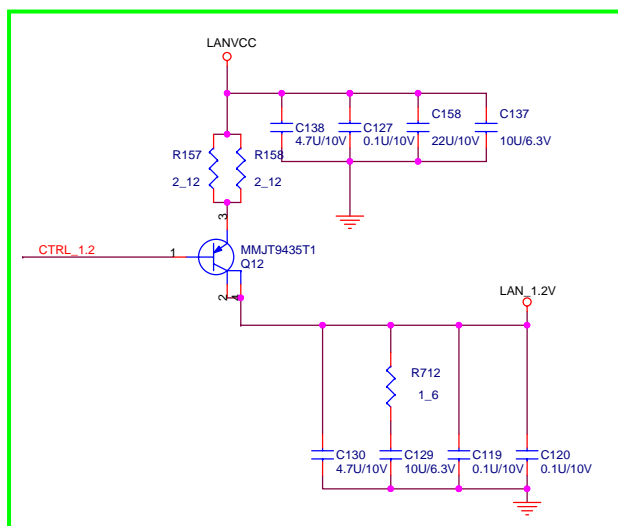 LANVCC
C138
4.7U/10V
C127
0.1U/10V
C158
22U/10V
C137
10U/6.3V
R157
2_12
R158
2_12
3
MMJT9435T1
Q12
CTRL_1.2
1
2
4
LAN_1.2V
R712
1_6
C130
4.7U/10V
C129
10U/6.3V
C119
0.1U/10V
C120
0.1U/10V